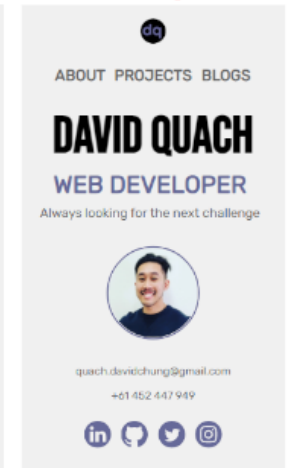 dq
ABOUT PROJECTS BLOGS
DAVID QUACH
WEB DEVELOPER
Always looking for the next challenge
quach.davidchung@gmail.com
+61 452 447 949
in